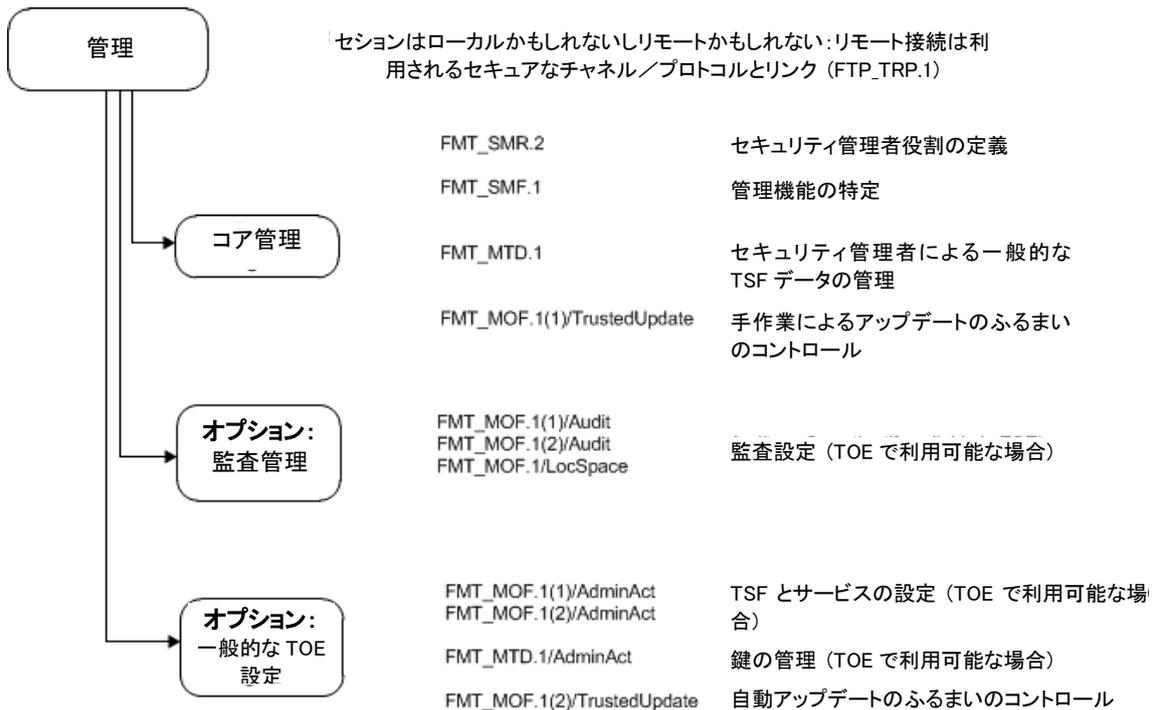 管理
セションはローカルかもしれないしリモートかもしれない：リモート接続は利
用されるセキュアなチャネル／プロトコルとリンク（FTP_TRP.1）
コア管理
FMT_SMR.2 セキュリティ管理者役割の定義
FMT_SMF.1 管理機能の特定
FMT_MTD.1 セキュリティ管理者による一般的な
TSF データの管理
FMT_MOF.1(1)/TrustedUpdate 手作業によるアップデートのふるまい
のコントロール
オプション：
監査管理
FMT_MOF.1(1)/Audit
FMT_MOF.1(2)/Audit
FMT_MOF.1/LocSpace
監査設定（TOE で利用可能な場合）
オプション：
一般的な TOE
設定
FMT_MOF.1(1)/AdminAct
FMT_MOF.1(2)/AdminAct
TSF とサービスの設定（TOE で利用可能な場
合）
FMT_MTD.1/AdminAct 鍵の管理（TOE で利用可能な場合）
FMT_MOF.1(2)/TrustedUpdate 自動アップデートのふるまいのコントロール